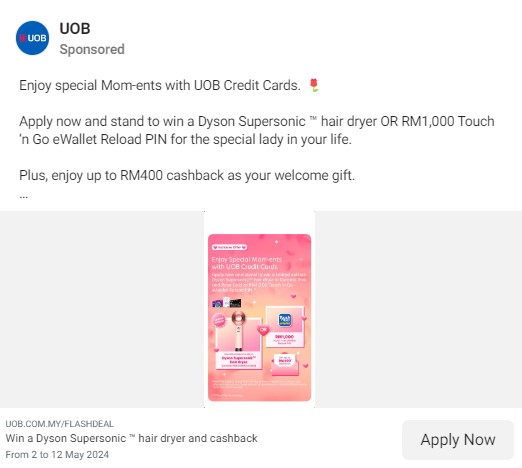 UOB
UOB
Sponsored
Enjoy special Mom-ents with UOB Credit Cards. 🌷
Apply now and stand to win a Dyson Supersonic ™ hair dryer OR RM1,000 Touch
'n Go eWallet Reload PIN for the special lady in your life.
Plus, enjoy up to RM400 cashback as your welcome gift.
...
Enjoy Special Mom-ents
with UOB Credit Cards
OR
RM1,000
Dyson Supersonic™
hair dryer
UOB.COM.MY/FLASHDEAL
Win a Dyson Supersonic ™ hair dryer and cashback
From 2 to 12 May 2024
Apply Now